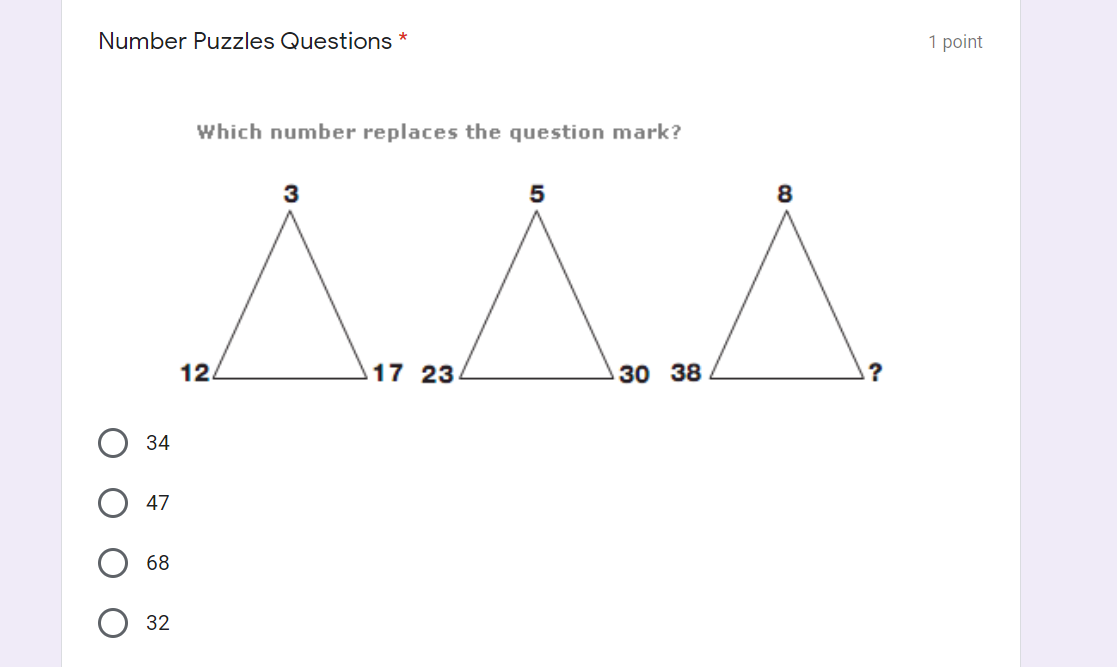 Number Puzzles Questions *
1 point
Which number replaces the question mark?
3 5 8
12 17 23 30 38 ?
34
47
68
32